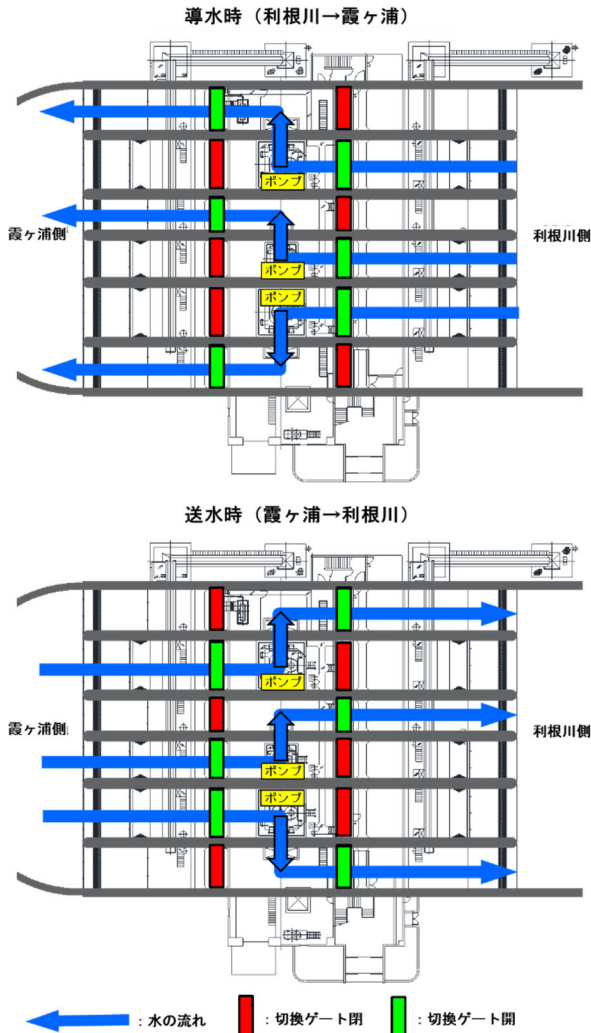 導水時（利根川→霞ヶ浦）
ポンプ
霞ヶ浦側
利根川側
ポンプ
ポンプ
送水時（霞ヶ浦→利根川）
ポンプ
霞ヶ浦側
利根川側
ポンプ
ポンプ
：水の流れ ：切換ゲート閉 ：切換ゲート開